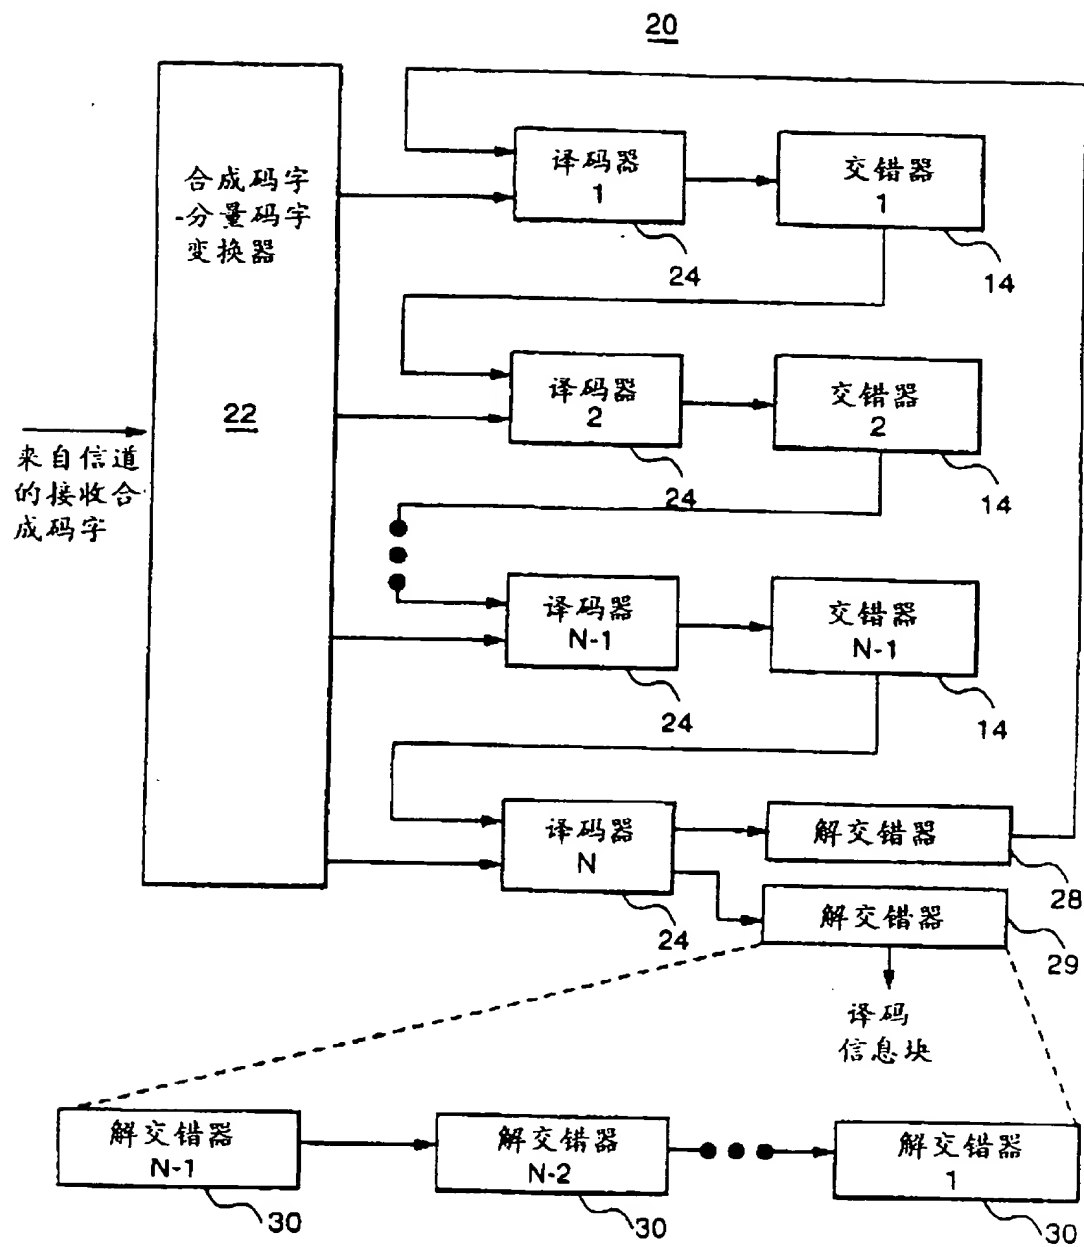 20
合成码字
-分量码字
变换器
22
来自信道
的接收合
成码字
译码器
1
24
交错器
1
14
译码器
2
24
交错器
2
14
译码器
N-1
24
交错器
N-1
14
译码器
N
24
解交错器
28
解交错器
29
译码
信息块
解交错器
N-1
30
解交错器
N-2
30
解交错器
1
30